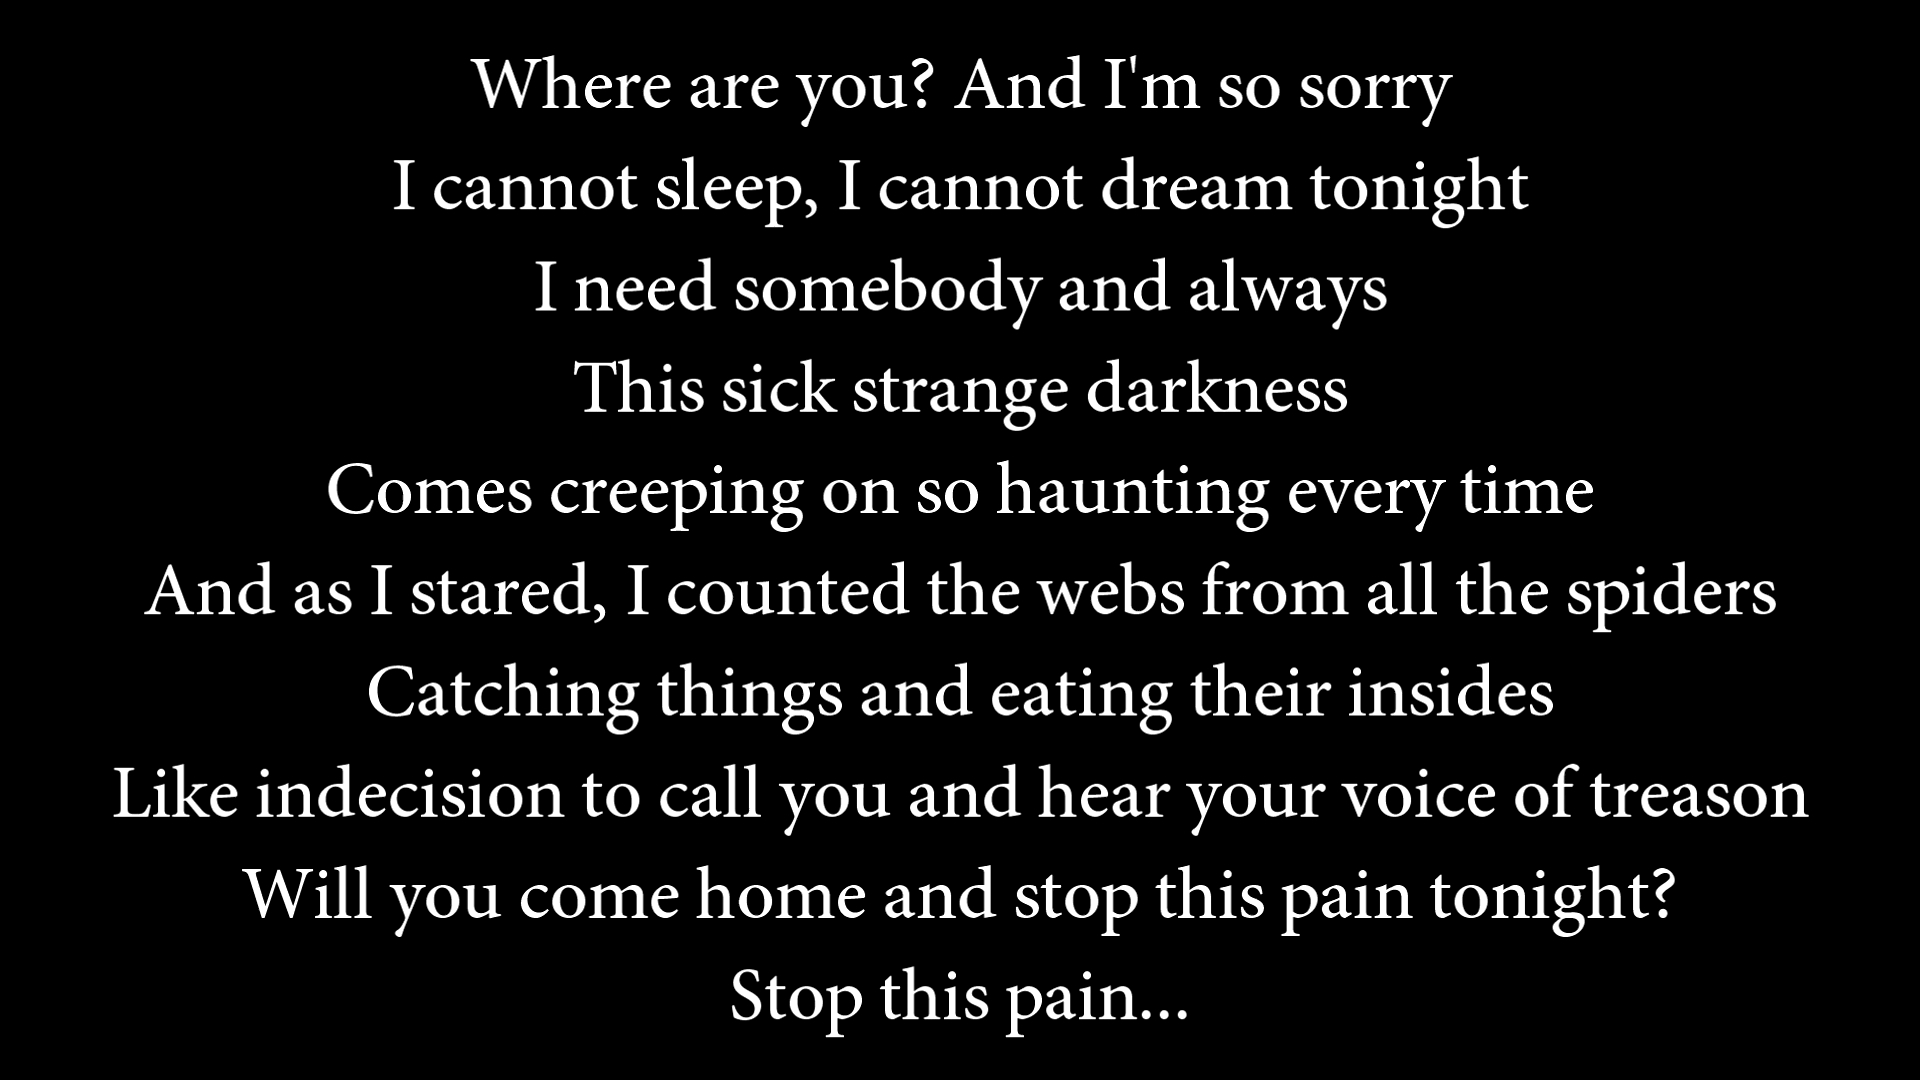 Where are you? And I'm so sorry
I cannot sleep, I cannot dream tonight
I need somebody and always
This sick strange darkness
Comes creeping on so haunting every time
And as I stared, I counted the webs from all the spiders
Catching things and eating their insides
Like indecision to call you and hear your voice of treason
Will you come home and stop this pain tonight?
Stop this pain...